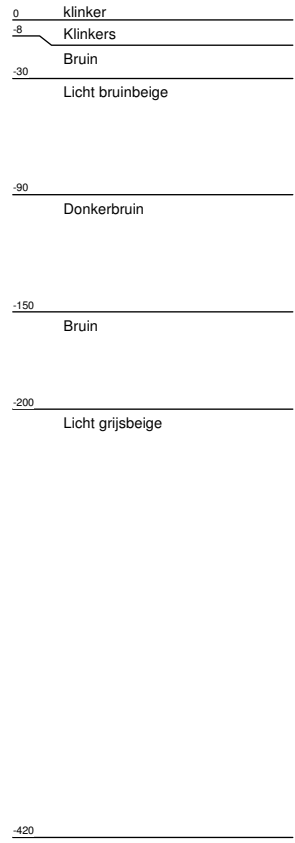 0 klinker
-8 Klinkers
Bruin
-30
Licht bruinbeige
-90
Donkerbruin
-150
Bruin
-200
Licht grijsbeige
-420